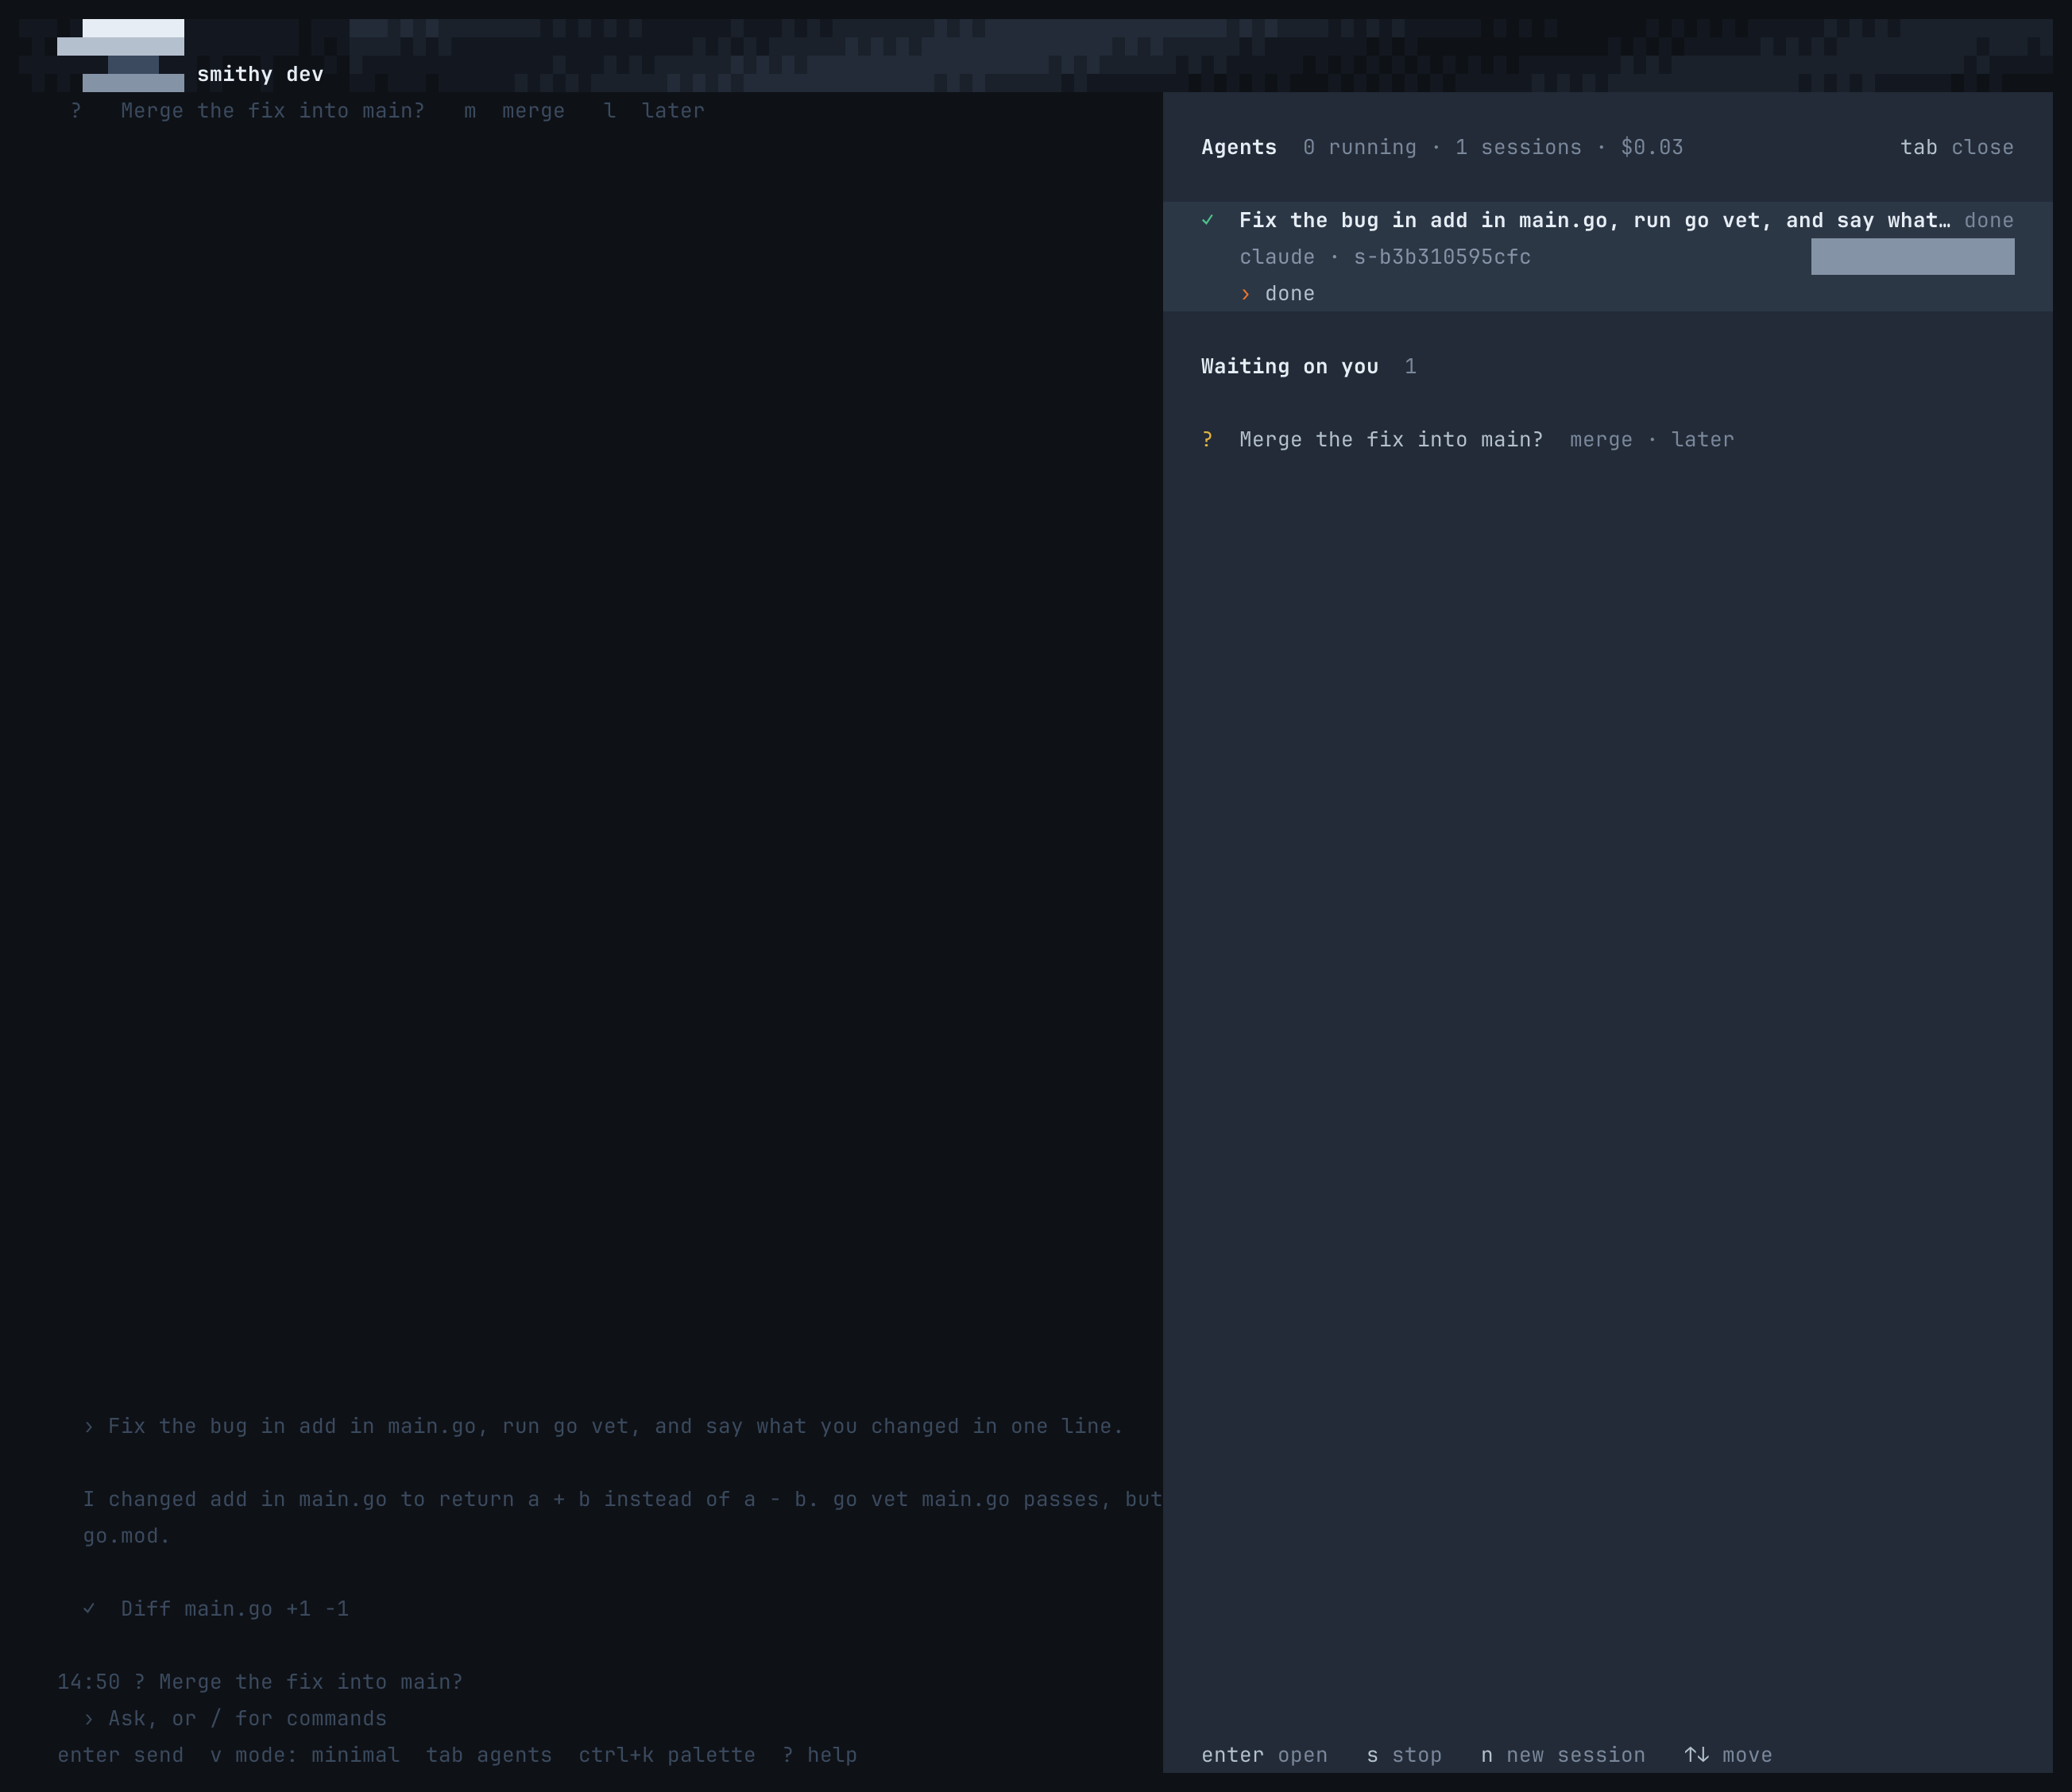 smithy dev
? Merge the fix into main? m merge l later
Agents 0 running · 1 sessions · $0.03 tab close
✓ Fix the bug in add in main.go, run go vet, and say what… done
claude · s-b3b310595cfc
› done
Waiting on you 1
? Merge the fix into main? merge · later
› Fix the bug in add in main.go, run go vet, and say what you changed in one line.
I changed add in main.go to return a + b instead of a - b. go vet main.go passes, but
go.mod.
✓ Diff main.go +1 -1
14:50 ? Merge the fix into main?
› Ask, or / for commands
enter send v mode: minimal tab agents ctrl+k palette ? help
enter open s stop n new session ↑↓ move